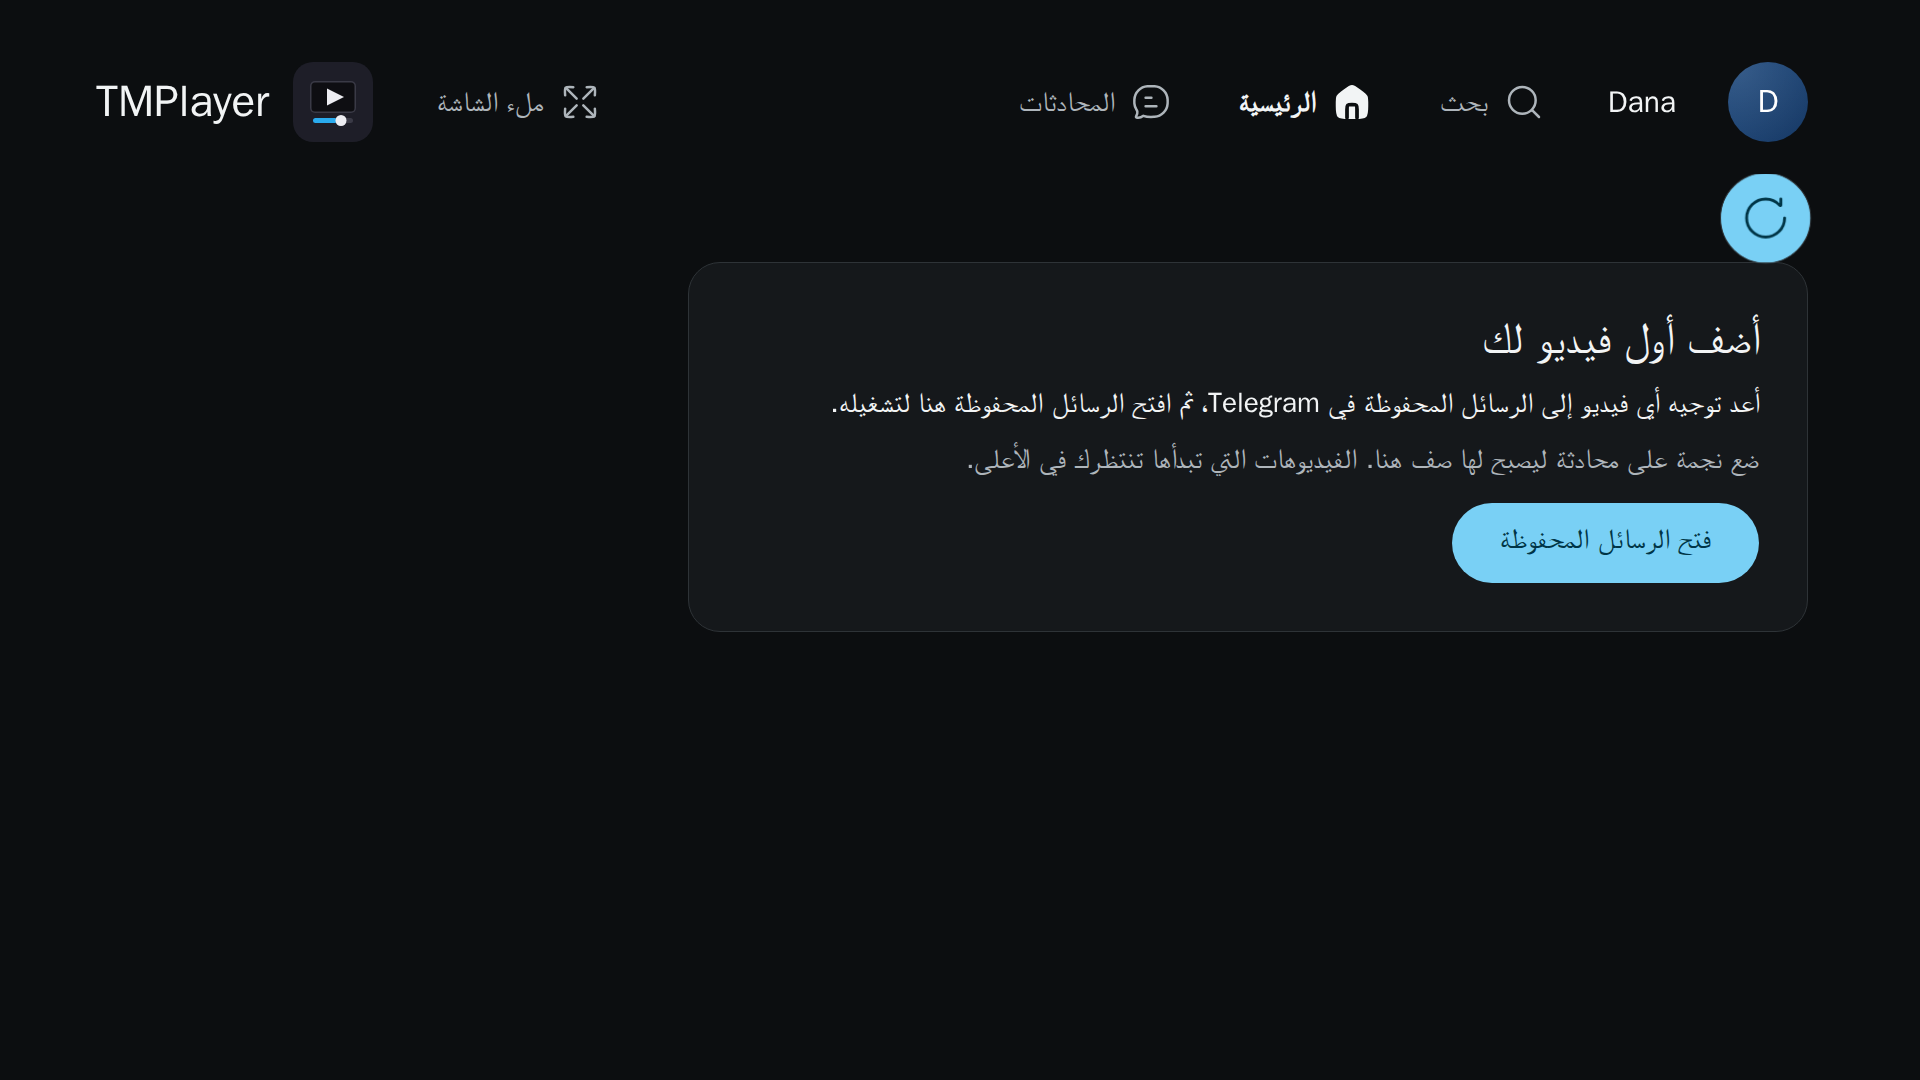 D
Dana
بحث
الرئيسية
المحادثات
ملء الشاشة
TMPlayer
أضف أول فيديو لك
أعد توجيه أي فيديو إلى الرسائل المحفوظة في Telegram، ثم افتح الرسائل المحفوظة هنا لتشغيله.
ضع نجمة على محادثة ليصبح لها صف هنا. الفيديوهات التي تبدأها تنتظرك في الأعلى.
فتح الرسائل المحفوظة